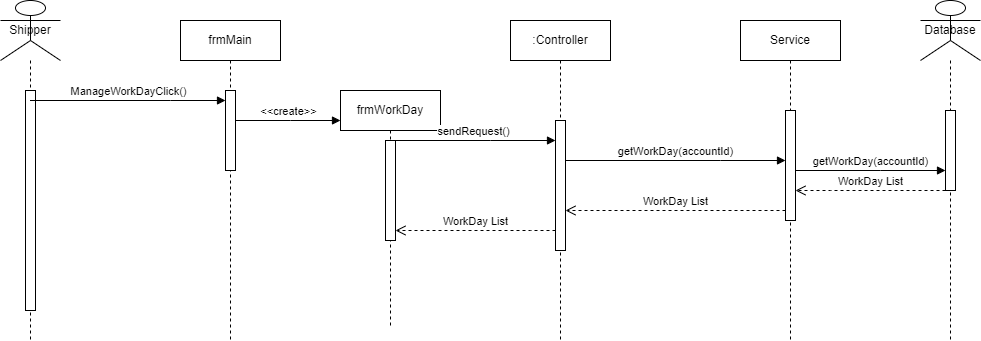 Shipper
frmMain
:Controller
Service
Database
ManageWorkDayClick()
<<create>>
frmWorkDay
sendRequest()
getWorkDay(accountId)
getWorkDay(accountId)
WorkDay List
WorkDay List
WorkDay List